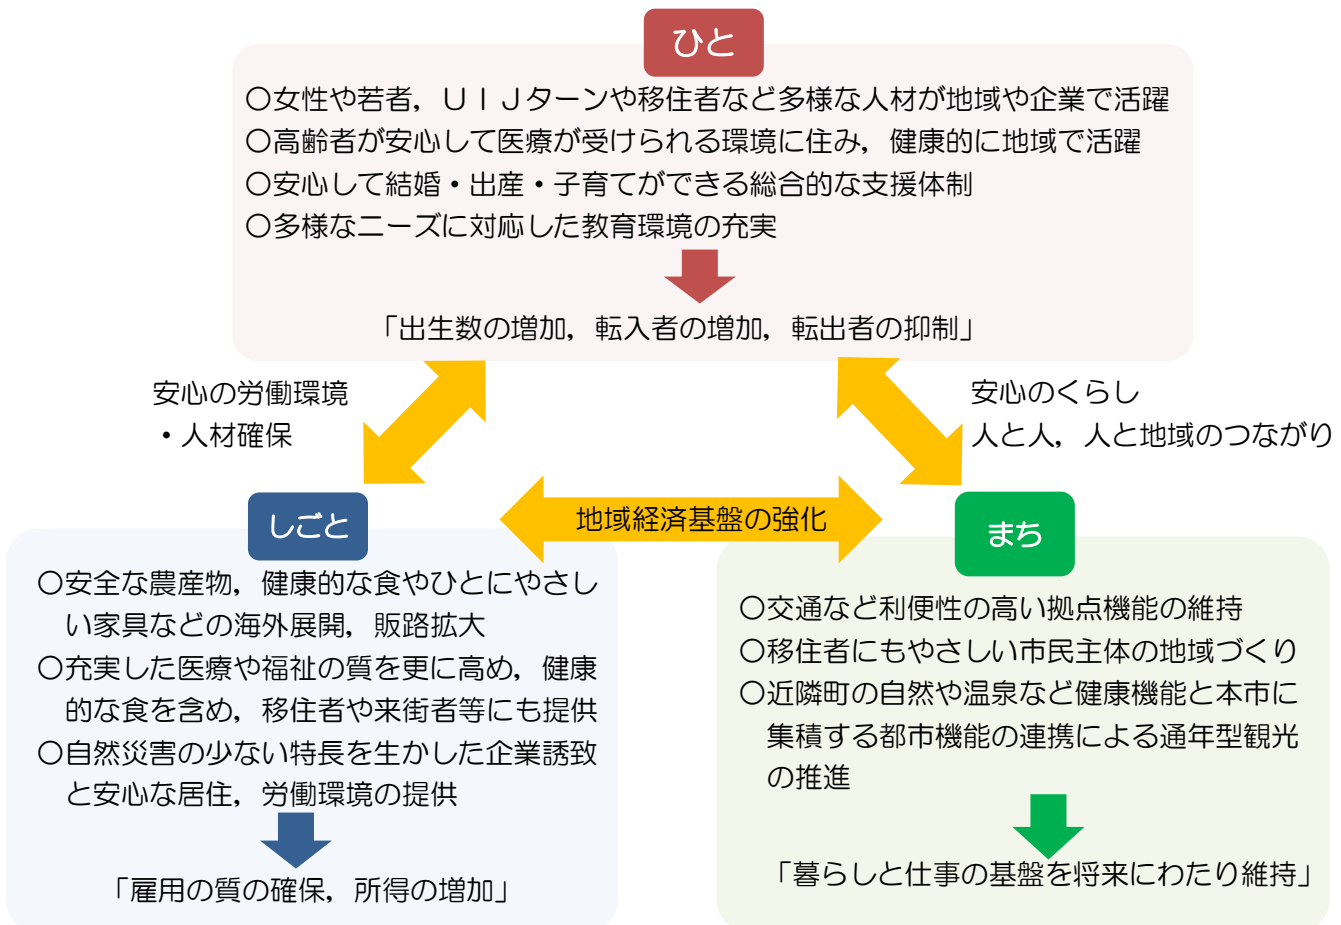 ひと
○女性や若者，ＵＩＪターンや移住者など多様な人材が地域や企業で活躍
○高齢者が安心して医療が受けられる環境に住み，健康的に地域で活躍
○安心して結婚・出産・子育てができる総合的な支援体制
○多様なニーズに対応した教育環境の充実
「出生数の増加，転入者の増加，転出者の抑制」
安心の労働環境
・人材確保
安心のくらし
人と人，人と地域のつながり
地域経済基盤の強化
しごと
○安全な農産物，健康的な食やひとにやさし
い家具などの海外展開，販路拡大
○充実した医療や福祉の質を更に高め，健康
的な食を含め，移住者や来街者等にも提供
○自然災害の少ない特長を生かした企業誘致
と安心な居住，労働環境の提供
「雇用の質の確保，所得の増加」
まち
○交通など利便性の高い拠点機能の維持
○移住者にもやさしい市民主体の地域づくり
○近隣町の自然や温泉など健康機能と本市に
集積する都市機能の連携による通年型観光
の推進
「暮らしと仕事の基盤を将来にわたり維持」